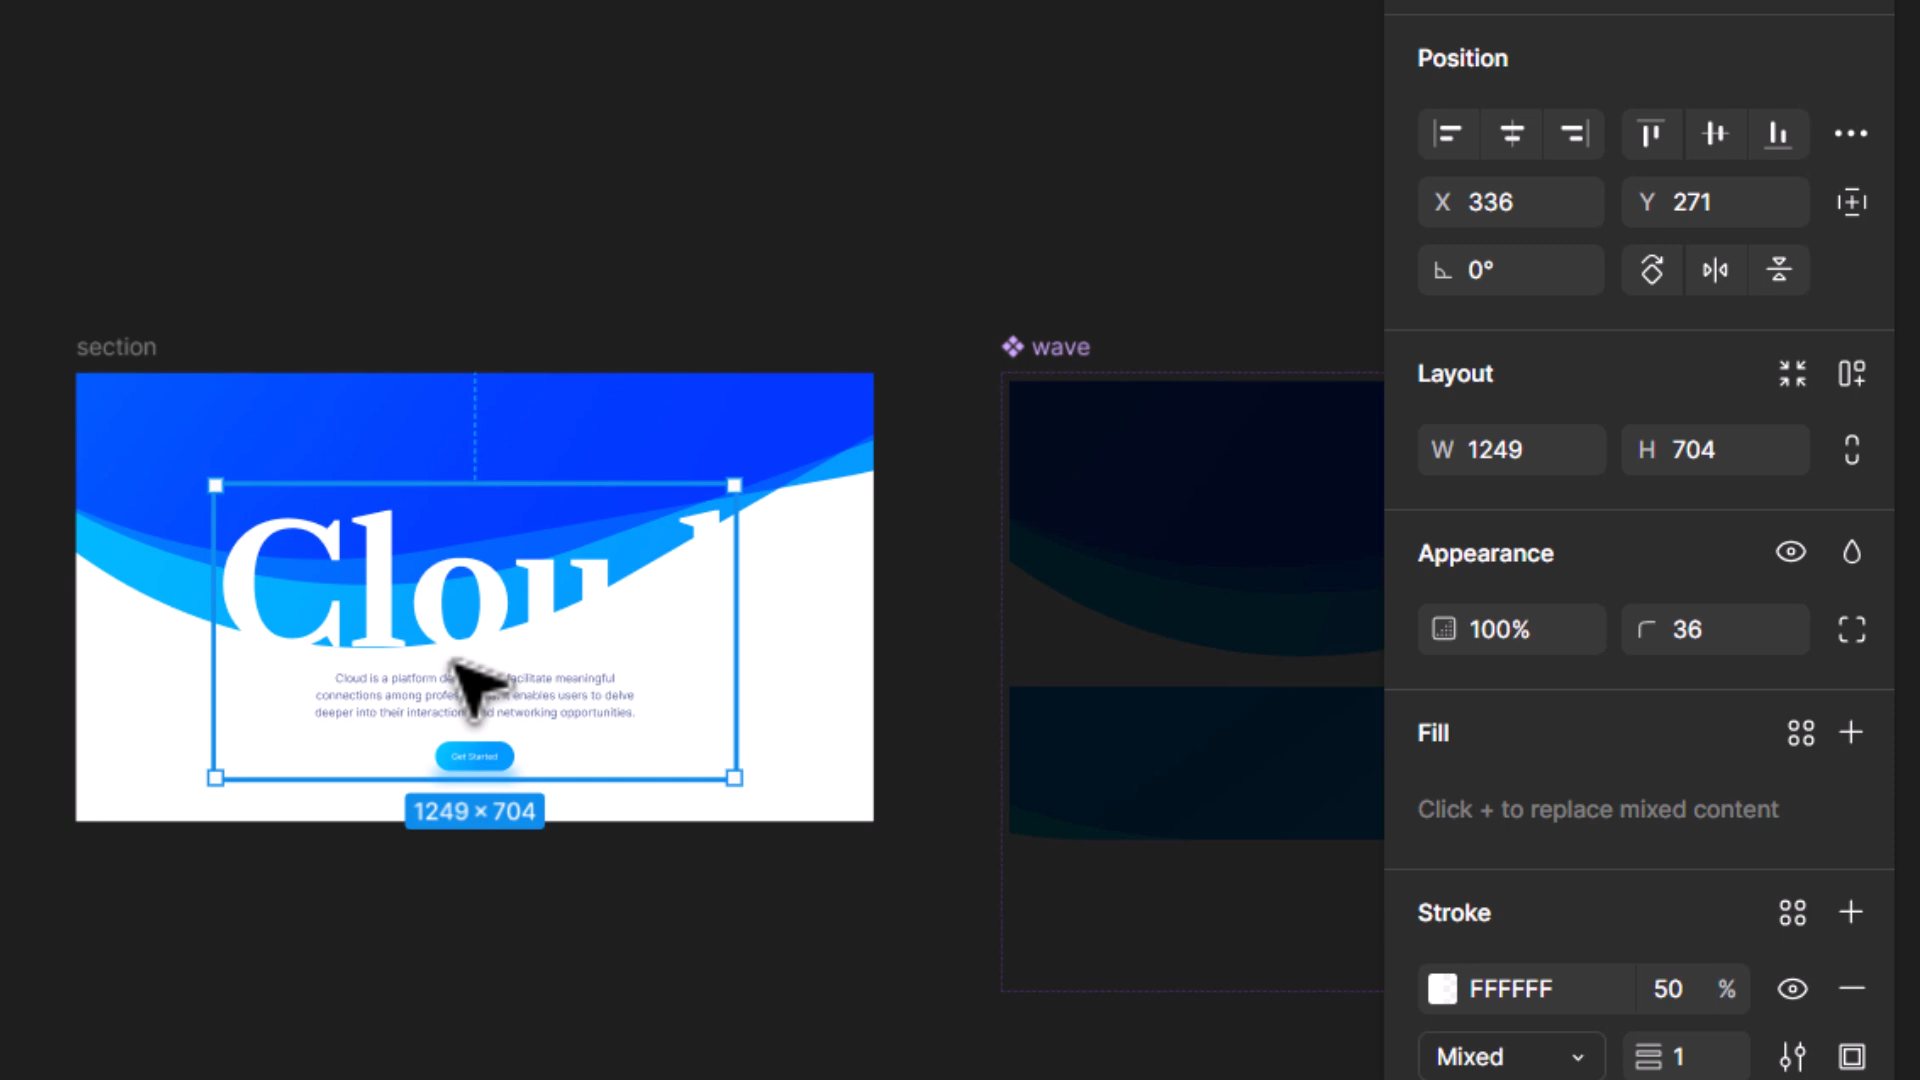 Position
X 336
Y 271
0°
section
wave
Layout
W 1249
H 704
Clou
Appearance
100%
36
Cloud is a platform facilitate meaningful
connections among enables users to delve
deeper into their networking opportunities.
Get Started
1249 × 704
Fill
Click + to replace mixed content
Stroke
FFFFFF 50 %
Mixed
1